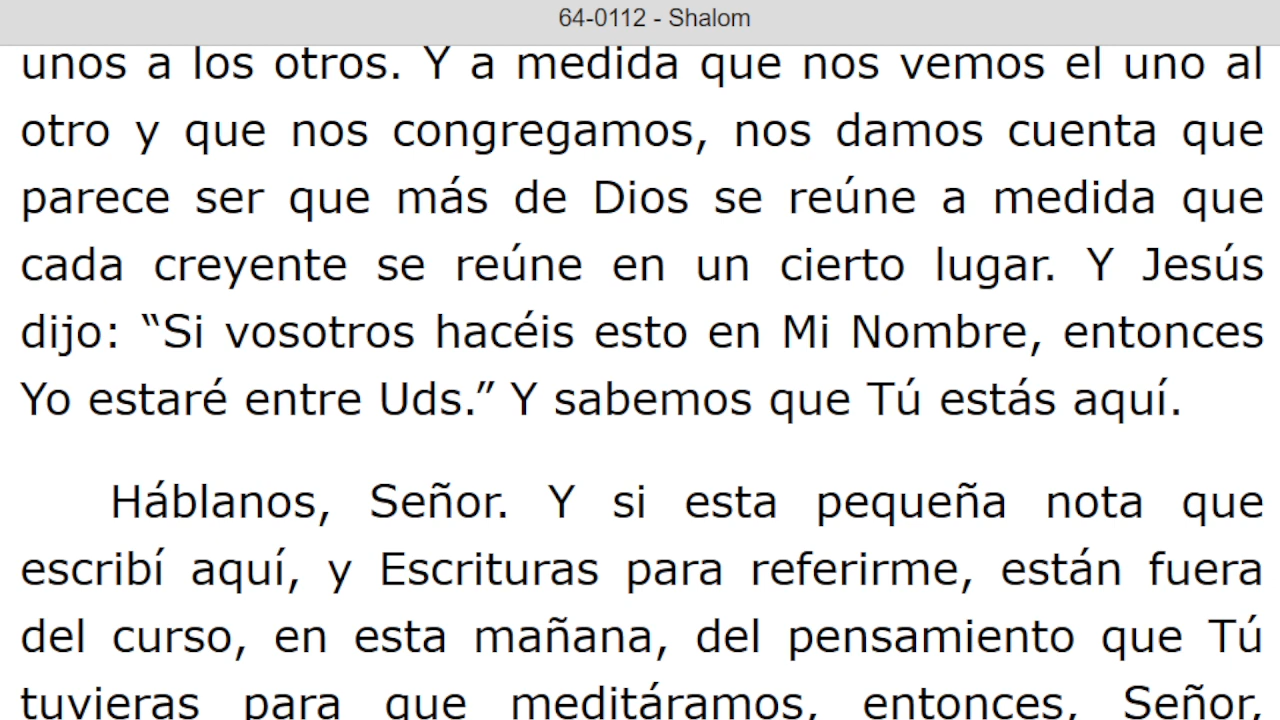 64-0112 - Shalom
unos a los otros. Y a medida que nos vemos el uno al
otro y que nos congregamos, nos damos cuenta que
parece ser que más de Dios se reúne a medida que
cada creyente se reúne en un cierto lugar. Y Jesús
dijo: “Si vosotros hacéis esto en Mi Nombre, entonces
Yo estaré entre Uds.” Y sabemos que Tú estás aquí.
Háblanos, Señor. Y si esta pequeña nota que
escribí aquí, y Escrituras para referirme, están fuera
del curso, en esta mañana, del pensamiento que Tú
tuvieras para que meditáramos, entonces, Señor,